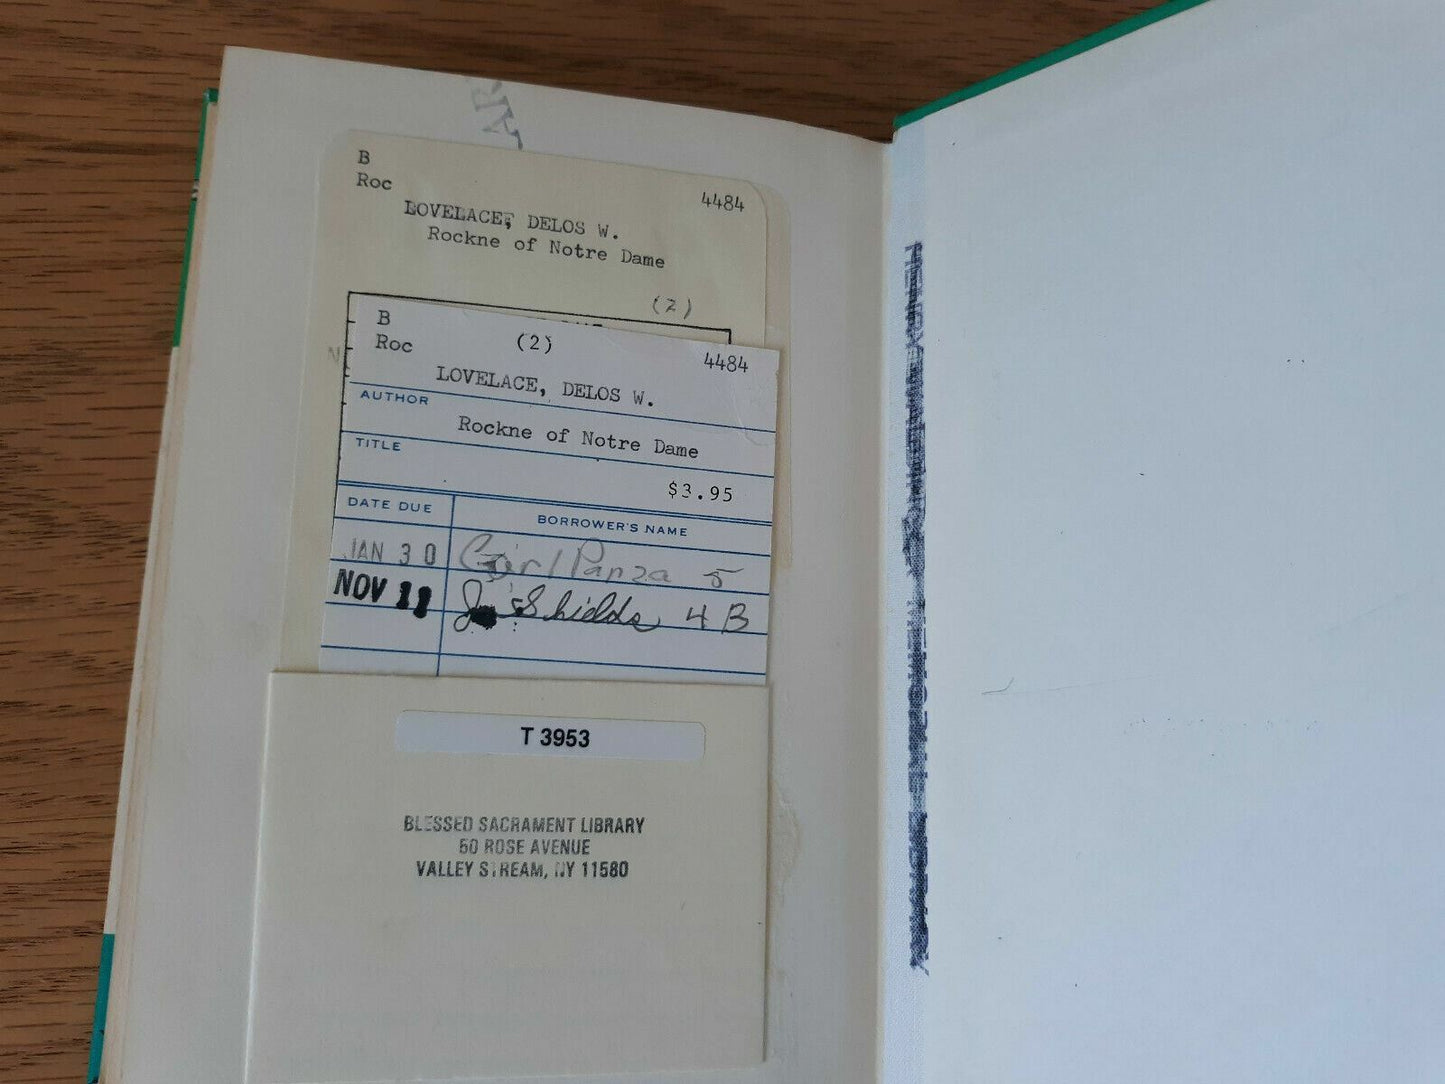 B
Roc
4484
LOVELACE, DELOS W.
Rockne of Notre Dame
(2)
B
Roc
(2)
4484
LOVELACE, DELOS W.
AUTHOR
Rockne of Notre Dame
TITLE
$3.95
DATE DUE
BORROWER'S NAME
JAN 30
Panza 5
NOV 11
Shields 4 B
T 3953
BLESSED SACRAMENT LIBRARY
60 ROSE AVENUE
VALLEY STREAM, NY 11580